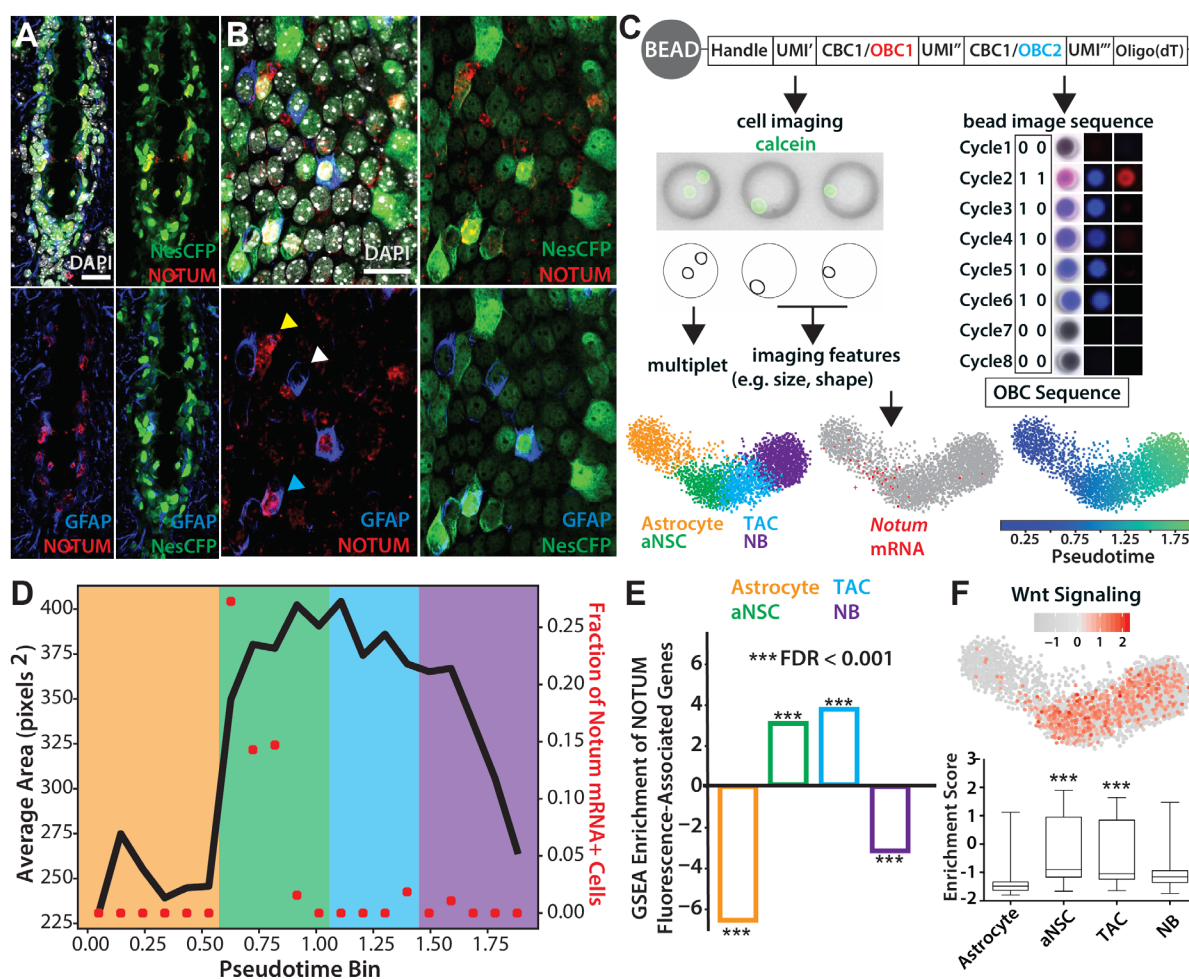 A
B
DAPI
NesCFP
NOTUM
DAPI
NesCFP
NOTUM
GFAP
NOTUM
GFAP
NesCFP
GFAP
NOTUM
GFAP
NesCFP
C
BEAD
Handle
UMI'
CBC1/OBC1
UMI"
CBC1/OBC2
UMI"'
Oligo(dT)
cell imaging
calcein
multiplet
imaging features
(e.g. size, shape)
bead image sequence
Cycle1 0 0
Cycle2 1 1
Cycle3 1 0
Cycle4 1 0
Cycle5 1 0
Cycle6 1 0
Cycle7 0 0
Cycle8 0 0
OBC Sequence
Astrocyte TAC
aNSC NB
Notum
mRNA
0.25 0.75 1.25 1.75
Pseudotime
D
Average Area (pixels 2)
400
375
350
325
300
275
250
225
0.00 0.25 0.50 0.75 1.00 1.25 1.50 1.75
Pseudotime Bin
0.25
0.20
0.15
0.10
0.05
0.00
Fraction of Notum mRNA+ Cells
E
Astrocyte TAC
aNSC NB
*** FDR < 0.001
GSEA Enrichment of NOTUM
Fluorescence-Associated Genes
6
4
2
0
−2
−4
−6
***
***
***
***
F
Wnt Signaling
−1 0 1 2
Enrichment Score
3
2
1
0
-1
-2
***
***
Astrocyte
aNSC
TAC
NB